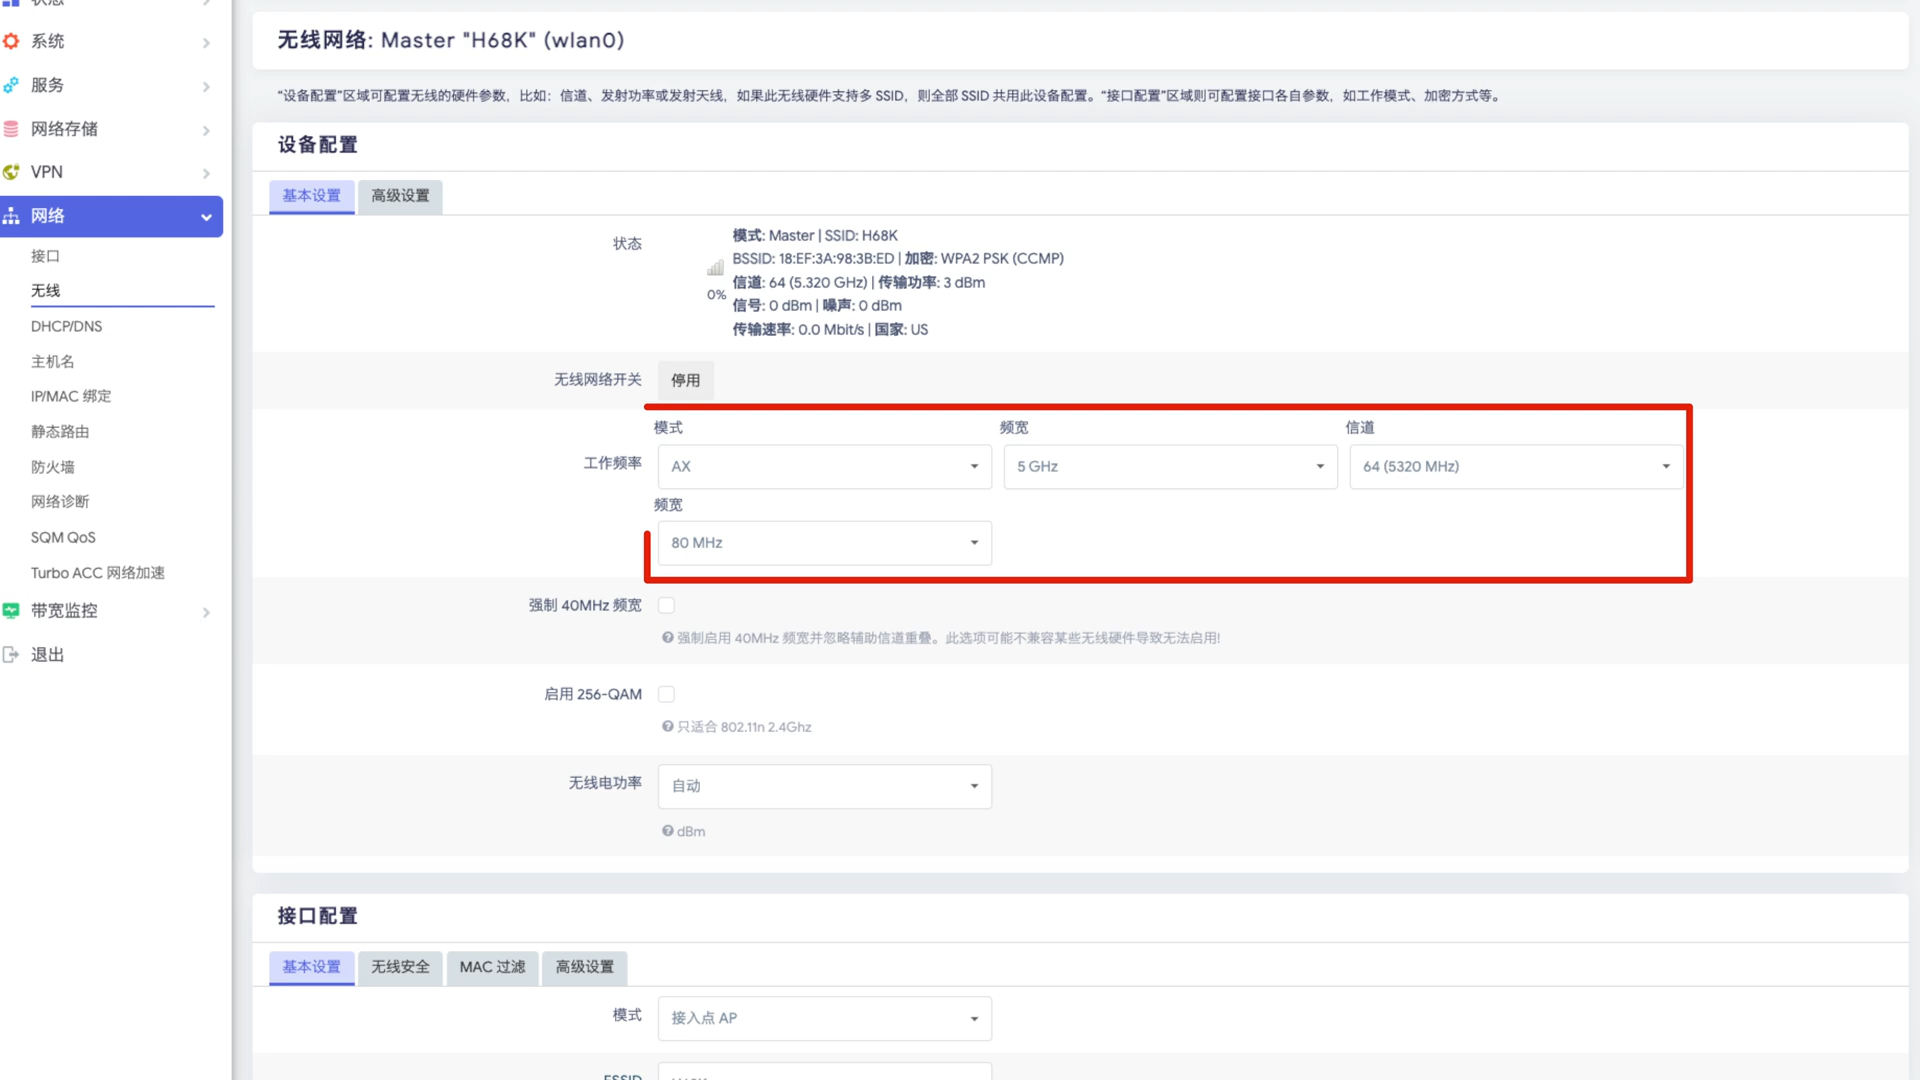 状态
系统
服务
网络存储
VPN
网络
接口
无线
DHCP/DNS
主机名
IP/MAC 绑定
静态路由
防火墙
网络诊断
SQM QoS
Turbo ACC 网络加速
带宽监控
退出
无线网络: Master "H68K" (wlan0)
“设备配置”区域可配置无线的硬件参数，比如：信道、发射功率或发射天线，如果此无线硬件支持多 SSID，则全部 SSID 共用此设备配置。“接口配置”区域则可配置接口各自参数，如工作模式、加密方式等。
设备配置
基本设置 高级设置
状态
0%
模式: Master | SSID: H68K
BSSID: 18:EF:3A:98:3B:ED | 加密: WPA2 PSK (CCMP)
信道: 64 (5.320 GHz) | 传输功率: 3 dBm
信号: 0 dBm | 噪声: 0 dBm
传输速率: 0.0 Mbit/s | 国家: US
无线网络开关 停用
模式 频宽 信道
工作频率 AX 5 GHz 64 (5320 MHz)
频宽
80 MHz
强制 40MHz 频宽
强制启用 40MHz 频宽并忽略辅助信道重叠。此选项可能不兼容某些无线硬件导致无法启用!
启用 256-QAM
只适合 802.11n 2.4Ghz
无线电功率 自动
dBm
接口配置
基本设置 无线安全 MAC 过滤 高级设置
模式 接入点 AP
ESSID H68K